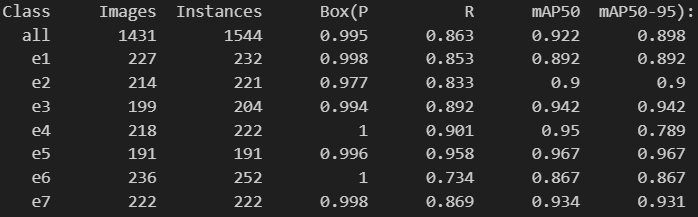 Class Images Instances Box(P R mAP50 mAP50-95):
all 1431 1544 0.995 0.863 0.922 0.898
e1 227 232 0.998 0.853 0.892 0.892
e2 214 221 0.977 0.833 0.9 0.9
e3 199 204 0.994 0.892 0.942 0.942
e4 218 222 1 0.901 0.95 0.789
e5 191 191 0.996 0.958 0.967 0.967
e6 236 252 1 0.734 0.867 0.867
e7 222 222 0.998 0.869 0.934 0.931